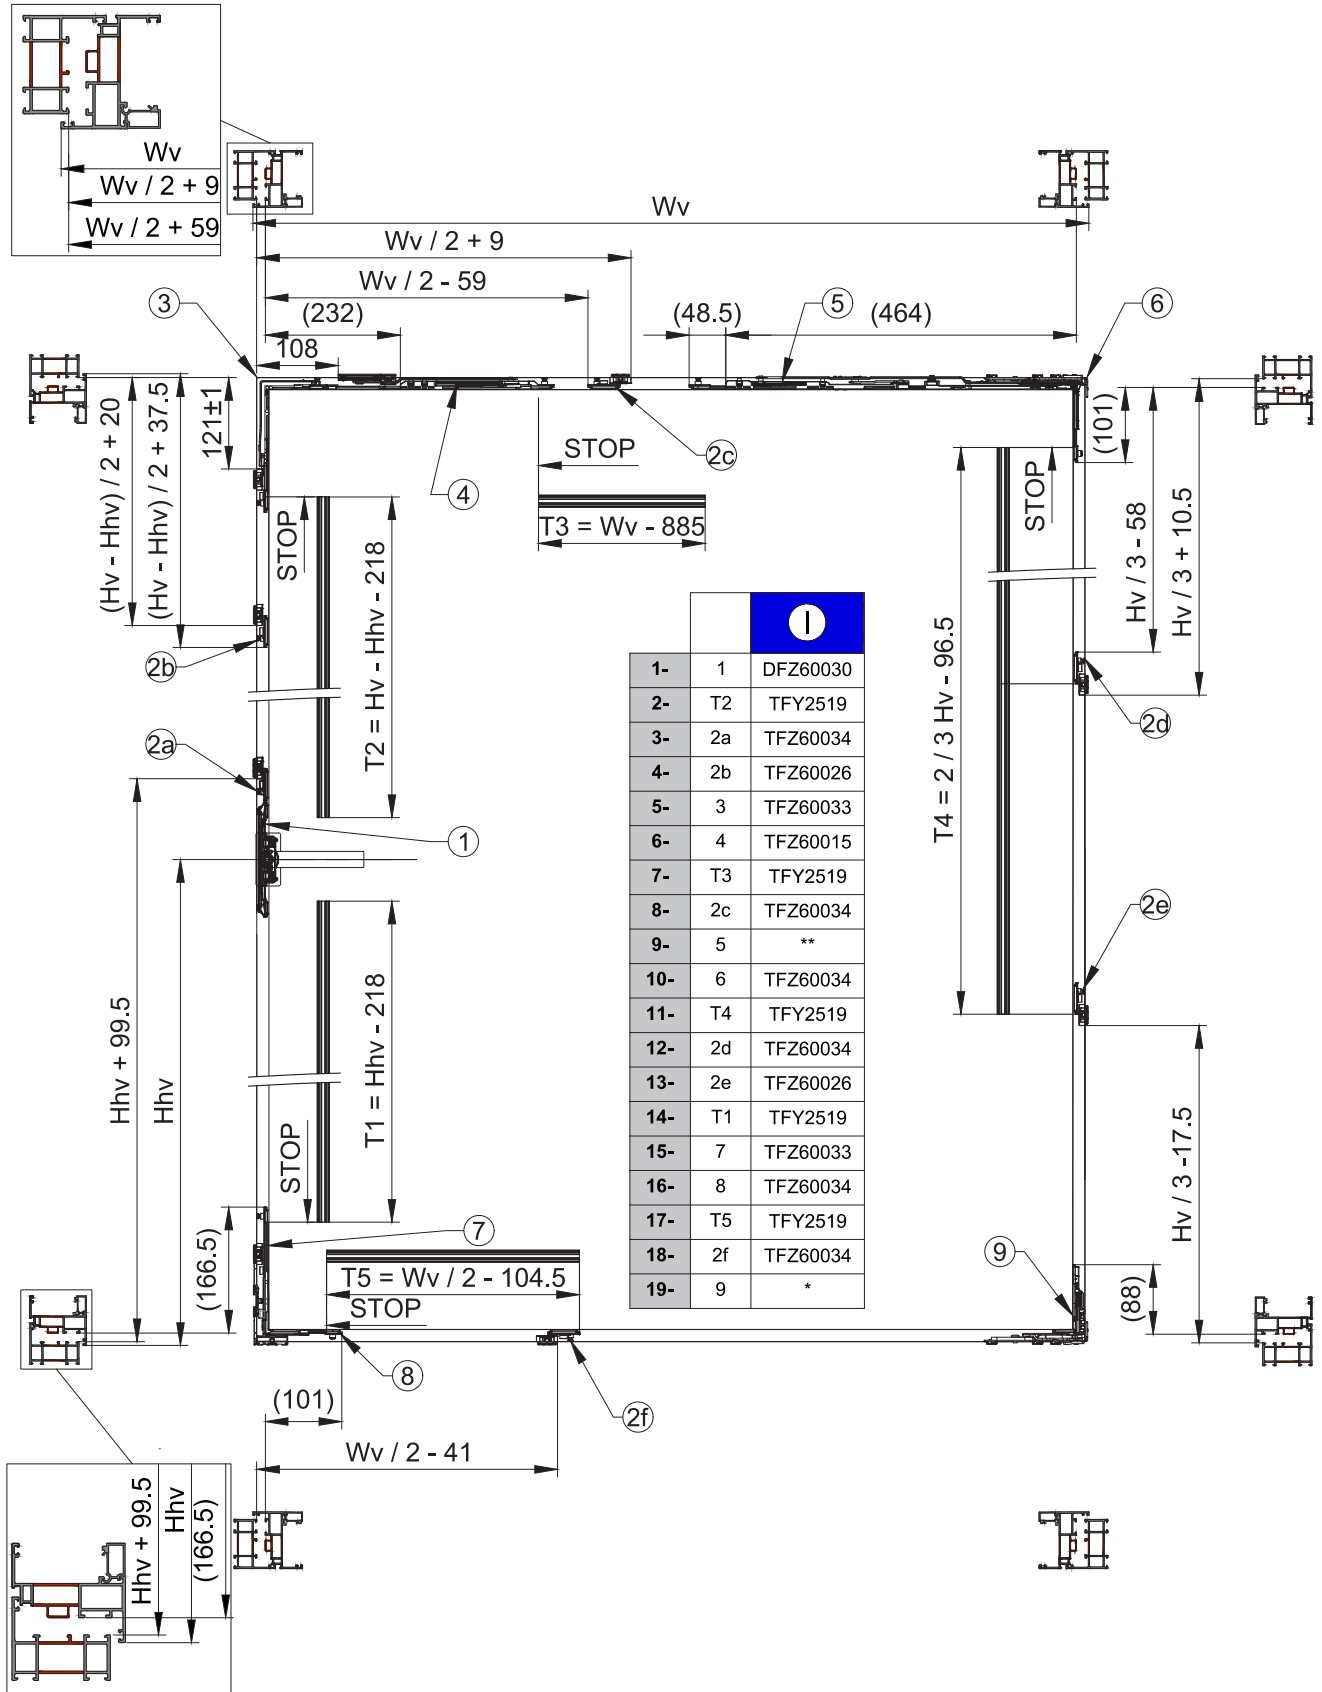 Wv
Wv / 2 + 9
Wv / 2 + 59
Wv
Wv / 2 + 9
Wv / 2 - 59
(232)
(48.5)
(464)
108
3
5
6
121±1
(Hv - Hhv) / 2 + 20
(Hv - Hhv) / 2 + 37.5
4
2c
STOP
T3 = Wv - 885
STOP
T2 = Hv - Hhv - 218
2b
2a
1
Hhv + 99.5
Hhv
T1 = Hhv - 218
STOP
(166.5)
7
T4 = 2 / 3 Hv - 96.5
STOP
(101)
Hv / 3 - 58
Hv / 3 + 10.5
2d
2e
Hv / 3 -17.5
(88)
9
I
1- 1 DFZ60030
2- T2 TFY2519
3- 2a TFZ60034
4- 2b TFZ60026
5- 3 TFZ60033
6- 4 TFZ60015
7- T3 TFY2519
8- 2c TFZ60034
9- 5 **
10- 6 TFZ60034
11- T4 TFY2519
12- 2d TFZ60034
13- 2e TFZ60026
14- T1 TFY2519
15- 7 TFZ60033
16- 8 TFZ60034
17- T5 TFY2519
18- 2f TFZ60034
19- 9 *
T5 = Wv / 2 - 104.5
STOP
8
(101)
2f
Wv / 2 - 41
Hhv + 99.5
Hhv
(166.5)